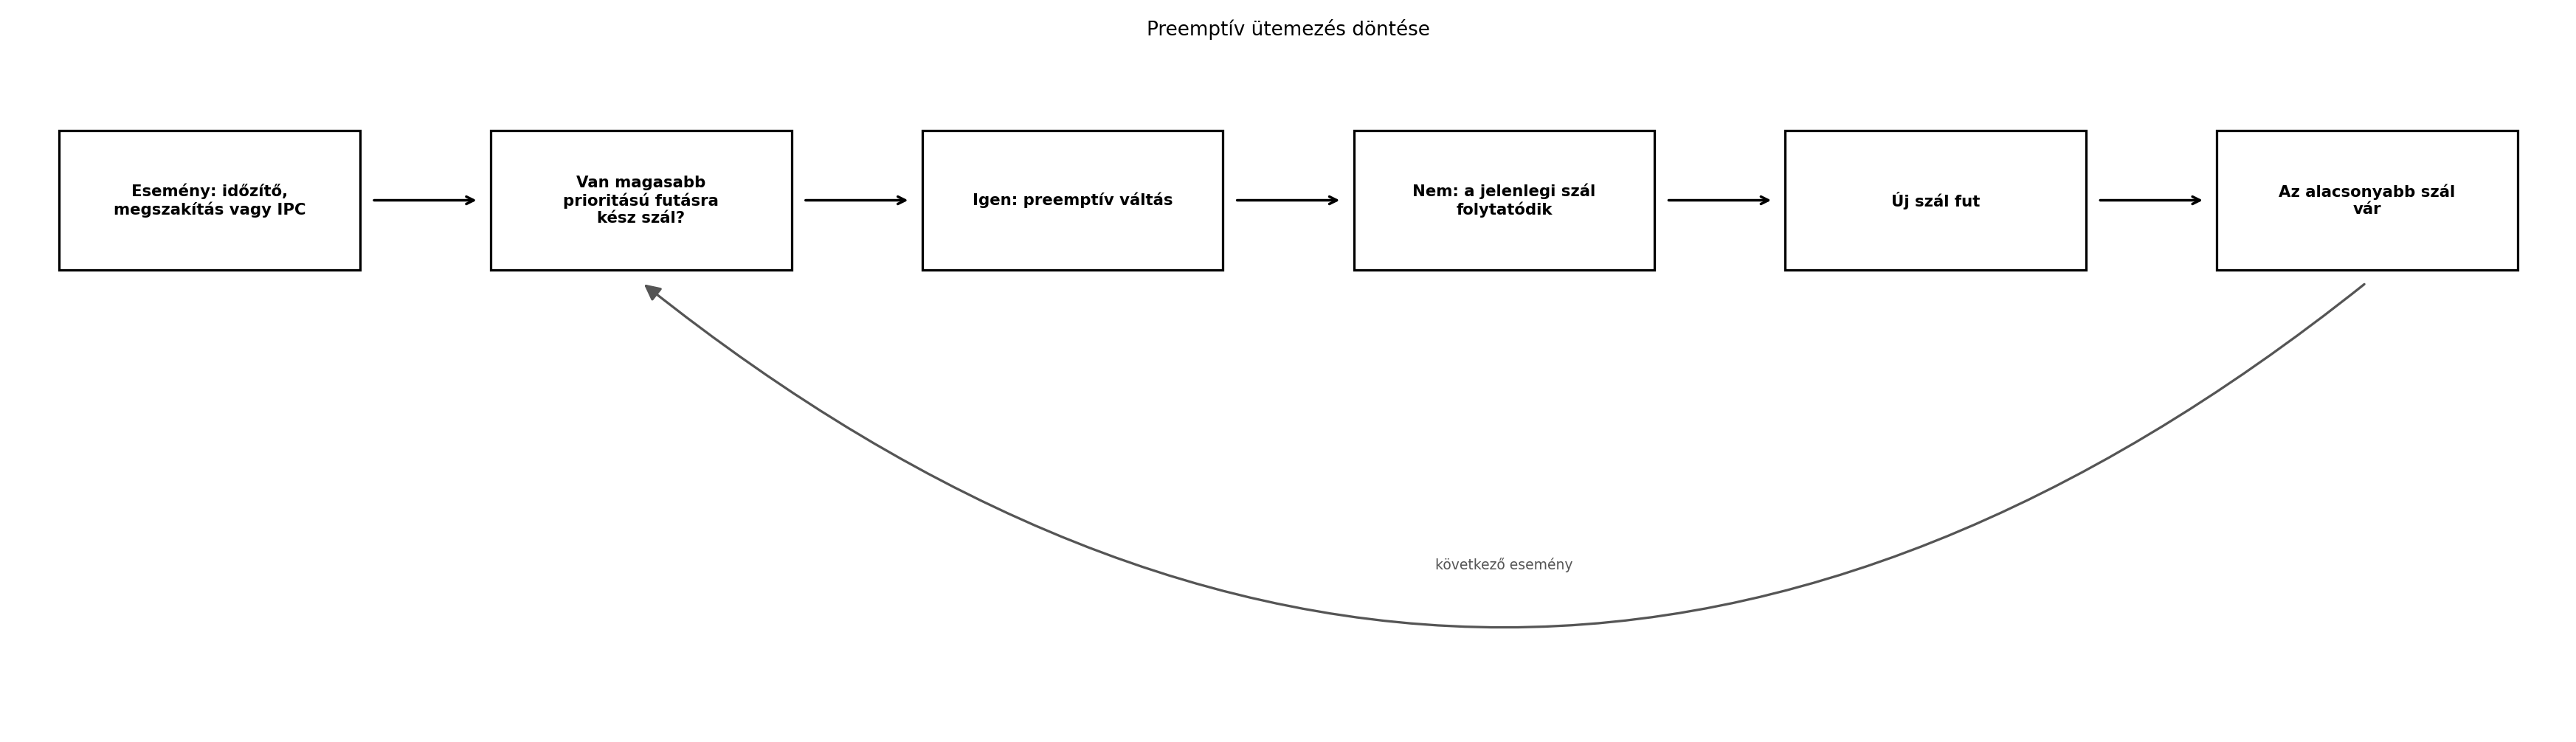 Preemptív ütemezés döntése
Esemény: időzítő,
megszakítás vagy IPC
Van magasabb
prioritású futásra
kész szál?
Igen: preemptív váltás
Nem: a jelenlegi szál
folytatódik
Új szál fut
Az alacsonyabb szál
vár
következő esemény